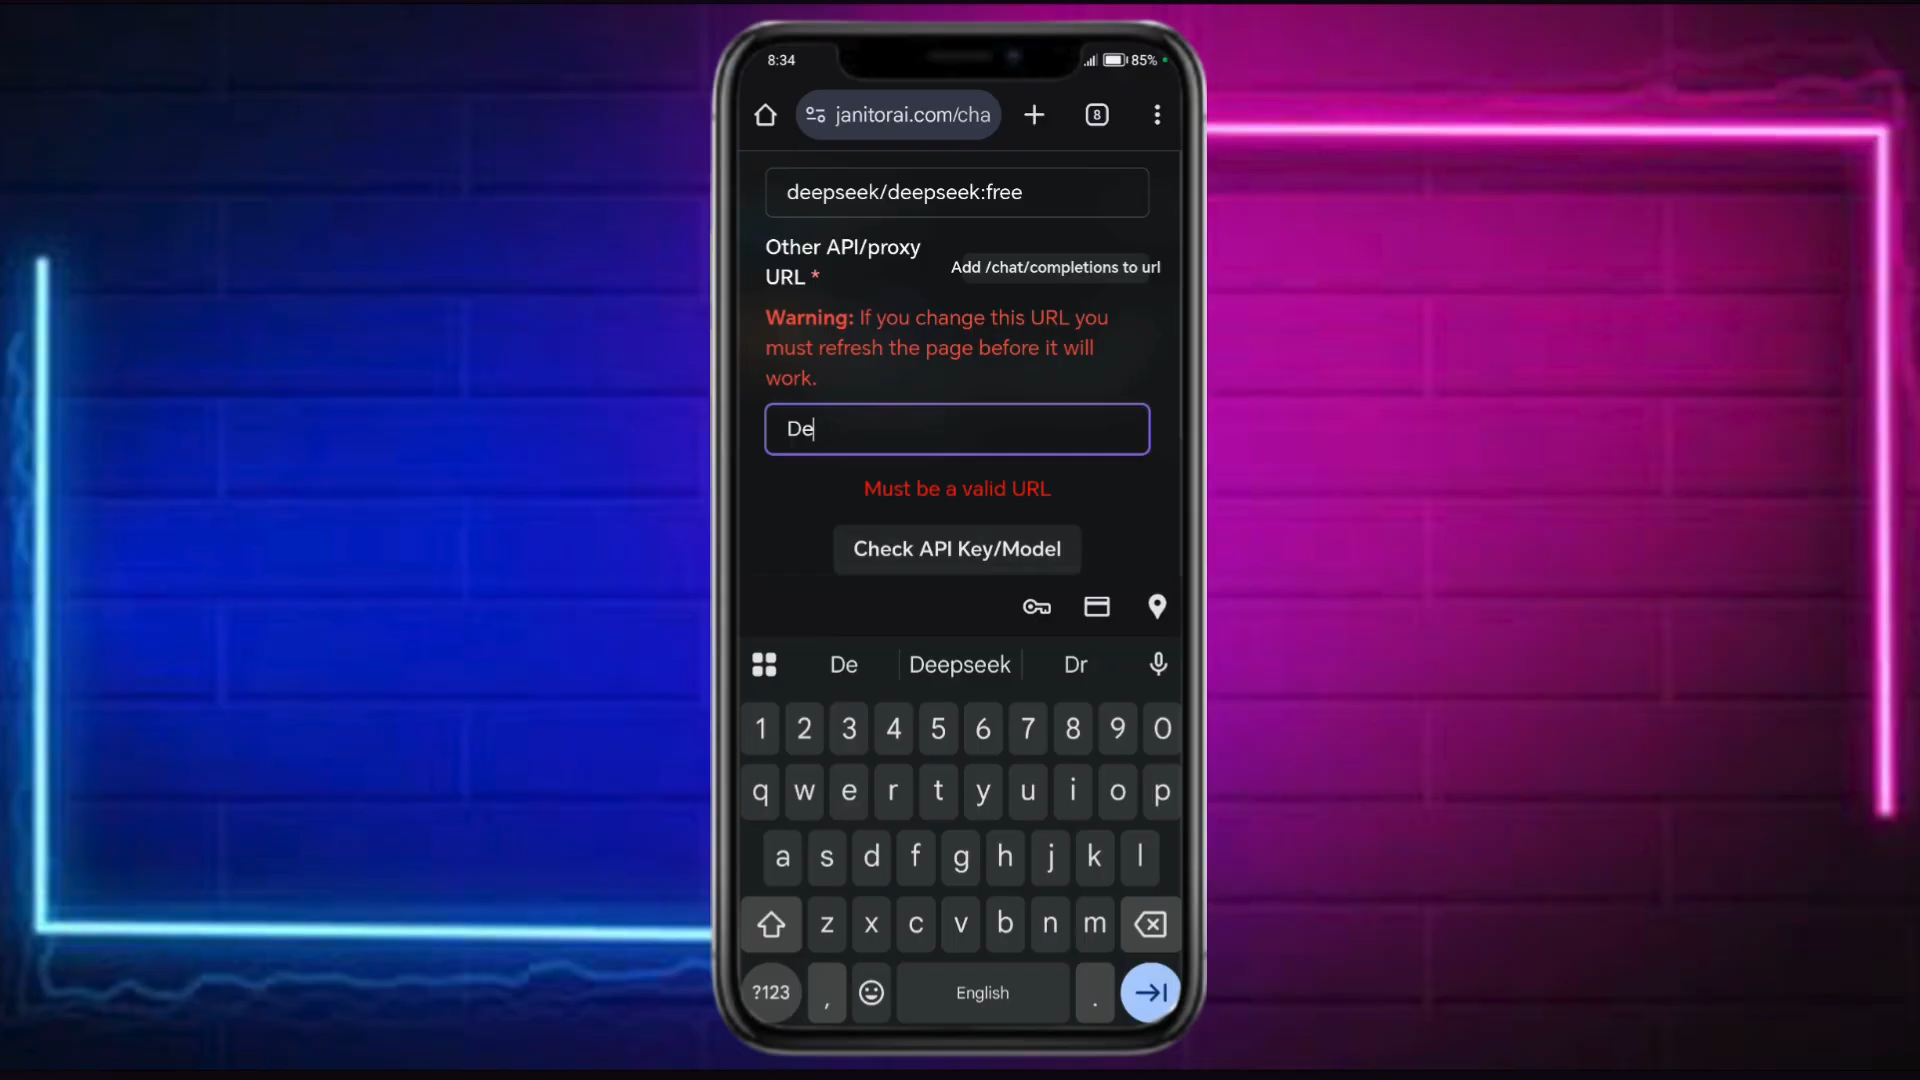 8:34
85%
janitorai.com/cha
8
deepseek/deepseek:free
Other API/proxy
URL *
Add /chat/completions to url
Warning: If you change this URL you
must refresh the page before it will
work.
De
Must be a valid URL
Check API Key/Model
De Deepseek Dr
1 2 3 4 5 6 7 8 9 0
q w e r t y u i o p
a s d f g h j k l
z x c v b n m
?123 , English .